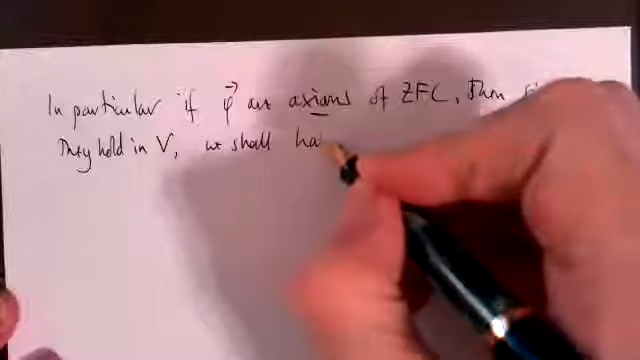 In particular if φ⃗ are axioms of ZFC, then
They hold in V, we shall ha